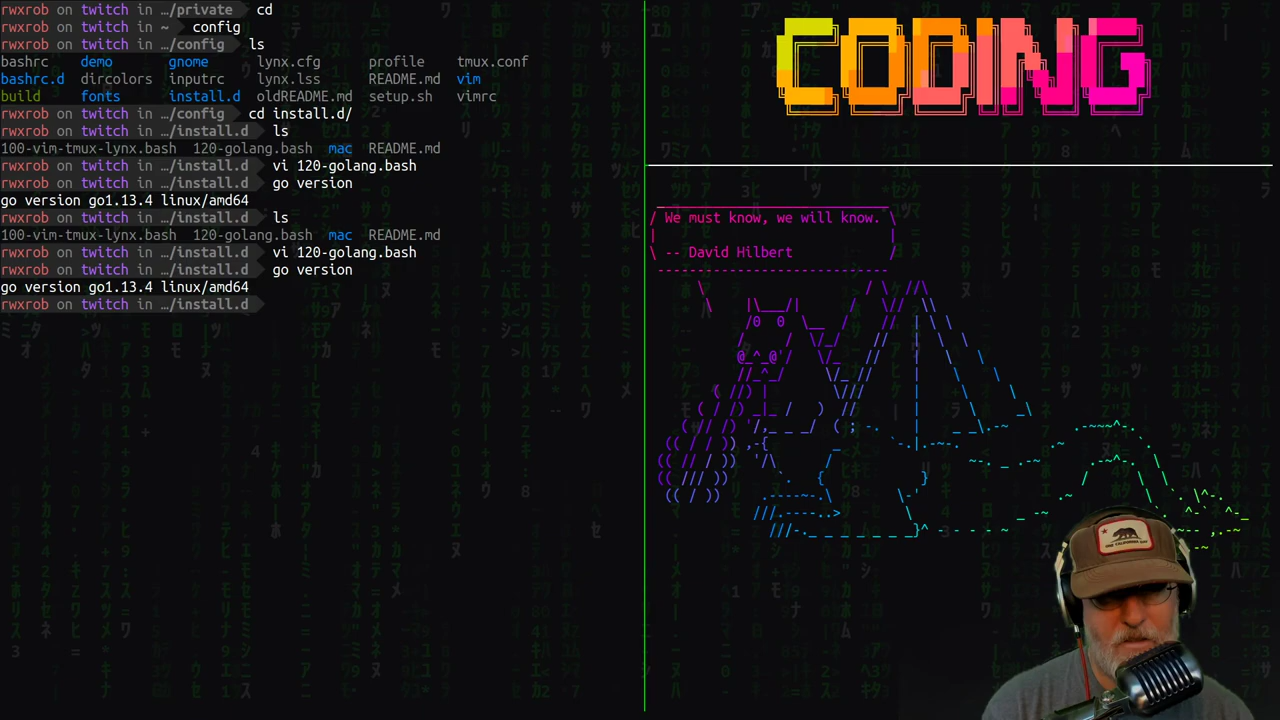 rwxrob on twitch in …/private  cd
rwxrob on twitch in ~  config
rwxrob on twitch in …/config  ls
bashrc    demo       gnome      lynx.cfg      profile    tmux.conf
bashrc.d  dircolors  inputrc    lynx.lss      README.md  vim
build     fonts      install.d  oldREADME.md  setup.sh   vimrc
rwxrob on twitch in …/config  cd install.d/
rwxrob on twitch in …/install.d  ls
100-vim-tmux-lynx.bash  120-golang.bash  mac  README.md
rwxrob on twitch in …/install.d  vi 120-golang.bash
rwxrob on twitch in …/install.d  go version
go version go1.13.4 linux/amd64
rwxrob on twitch in …/install.d  ls
100-vim-tmux-lynx.bash  120-golang.bash  mac  README.md
rwxrob on twitch in …/install.d  vi 120-golang.bash
rwxrob on twitch in …/install.d  go version
go version go1.13.4 linux/amd64
rwxrob on twitch in …/install.d
CODING
We must know, we will know.
-- David Hilbert